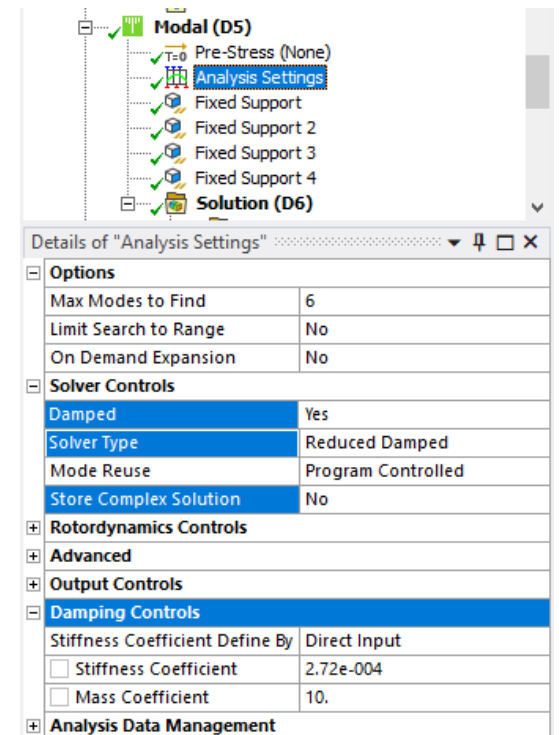 Modal (D5)
T=0 Pre-Stress (None)
Analysis Settings
Fixed Support
Fixed Support 2
Fixed Support 3
Fixed Support 4
Solution (D6)
Details of "Analysis Settings"
Options
Max Modes to Find 6
Limit Search to Range No
On Demand Expansion No
Solver Controls
Damped Yes
Solver Type Reduced Damped
Mode Reuse Program Controlled
Store Complex Solution No
Rotordynamics Controls
Advanced
Output Controls
Damping Controls
Stiffness Coefficient Define By Direct Input
Stiffness Coefficient 2.72e-004
Mass Coefficient 10.
Analysis Data Management